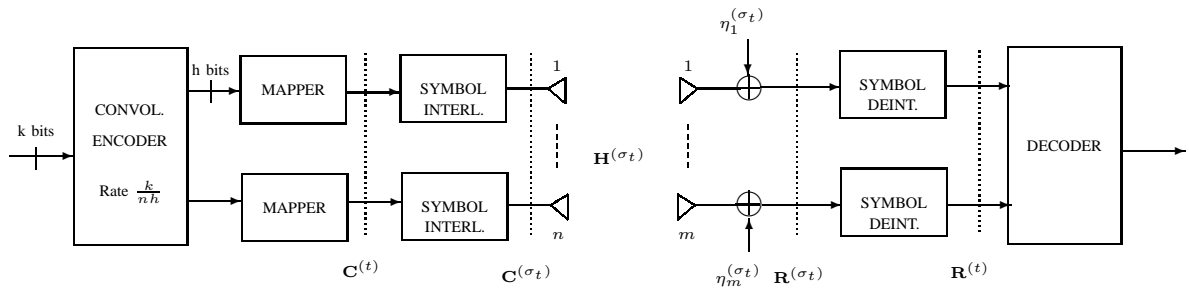 k bits
CONVOL.
ENCODER
Rate k/nh
h bits
MAPPER
MAPPER
C^(t)
SYMBOL
INTERL.
SYMBOL
INTERL.
C^(σ_t)
1
n
H^(σ_t)
1
m
η_1^(σ_t)
η_m^(σ_t)
R^(σ_t)
SYMBOL
DEINT.
SYMBOL
DEINT.
R^(t)
DECODER